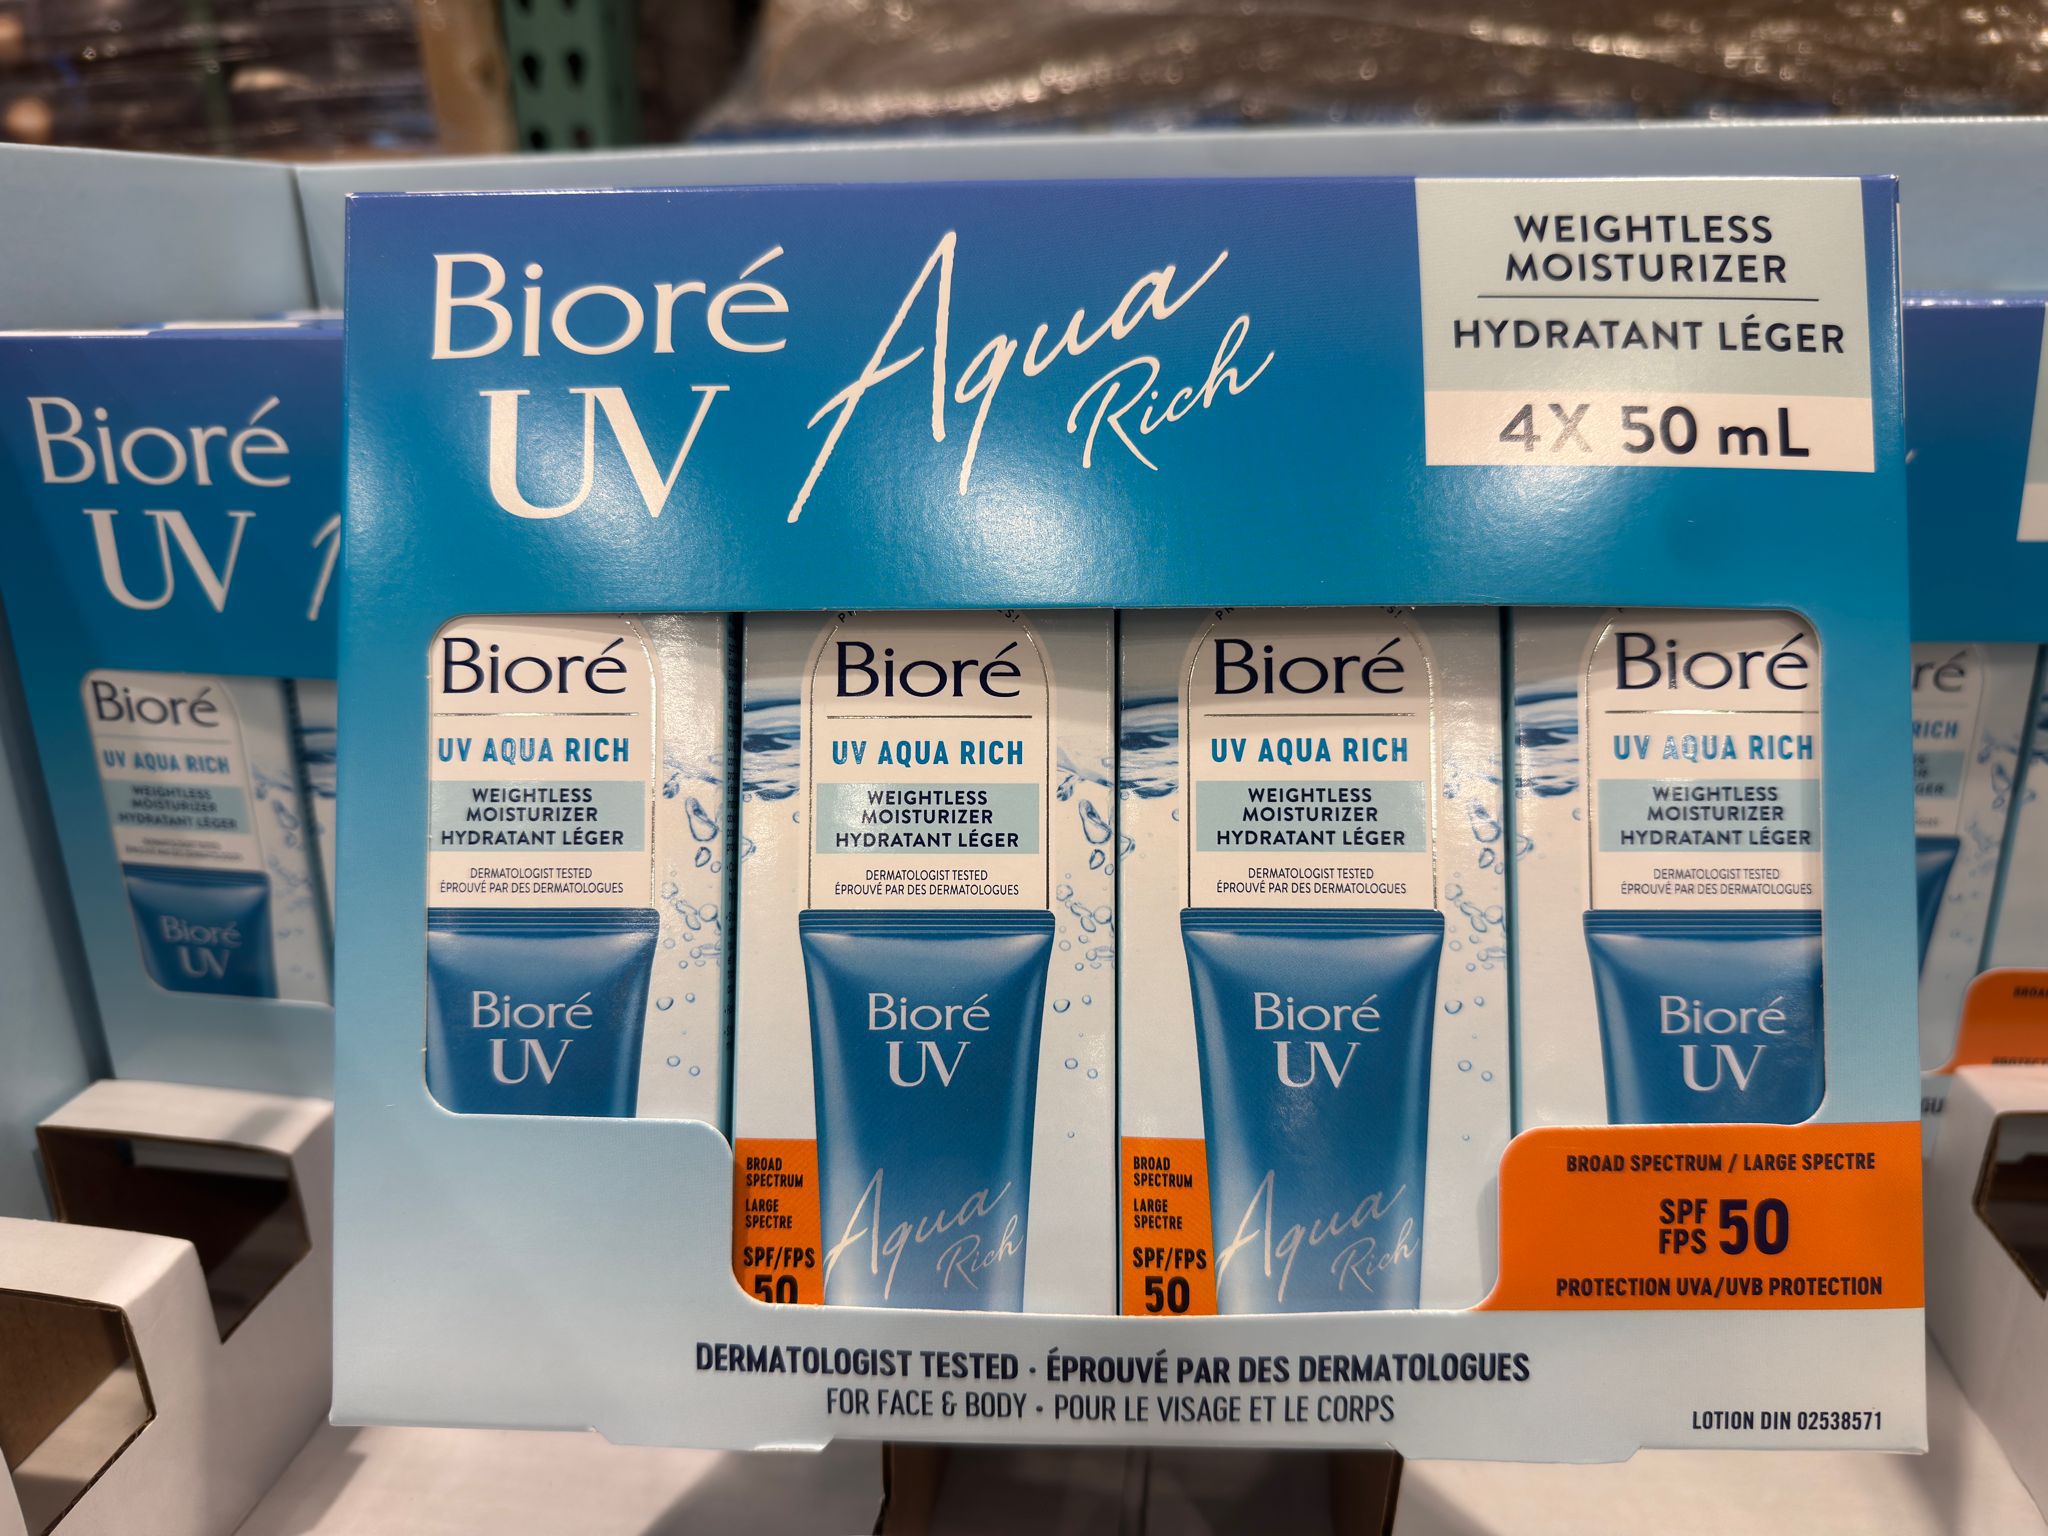 Bioré
UV
Aqua
Rich
WEIGHTLESS
MOISTURIZER
HYDRATANT LÉGER
4X 50 mL
Bioré
UV AQUA RICH
WEIGHTLESS
MOISTURIZER
HYDRATANT LÉGER
DERMATOLOGIST TESTED
ÉPROUVÉ PAR DES DERMATOLOGUES
Bioré
UV
Bioré
UV AQUA RICH
WEIGHTLESS
MOISTURIZER
HYDRATANT LÉGER
DERMATOLOGIST TESTED
ÉPROUVÉ PAR DES DERMATOLOGUES
Bioré
UV
Aqua
Rich
BROAD
SPECTRUM
LARGE
SPECTRE
SPF/FPS
50
Bioré
UV AQUA RICH
WEIGHTLESS
MOISTURIZER
HYDRATANT LÉGER
DERMATOLOGIST TESTED
ÉPROUVÉ PAR DES DERMATOLOGUES
Bioré
UV
Aqua
Rich
BROAD
SPECTRUM
LARGE
SPECTRE
SPF/FPS
50
Bioré
UV AQUA RICH
WEIGHTLESS
MOISTURIZER
HYDRATANT LÉGER
DERMATOLOGIST TESTED
ÉPROUVÉ PAR DES DERMATOLOGUES
Bioré
UV
BROAD SPECTRUM / LARGE SPECTRE
SPF
FPS 50
PROTECTION UVA/UVB PROTECTION
DERMATOLOGIST TESTED · ÉPROUVÉ PAR DES DERMATOLOGUES
FOR FACE & BODY · POUR LE VISAGE ET LE CORPS
LOTION DIN 02538571
Bioré
UV
Bioré
UV AQUA RICH
WEIGHTLESS
MOISTURIZER
HYDRATANT LÉGER
Bioré
UV
RICH